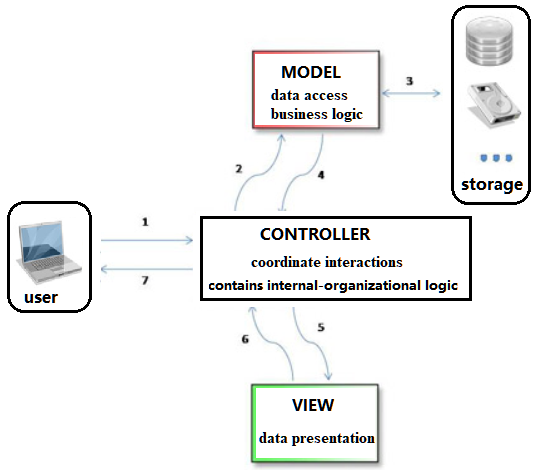 MODEL
data access
business logic
3
storage
2
4
1
CONTROLLER
coordinate interactions
contains internal-organizational logic
user
7
6
5
VIEW
data presentation